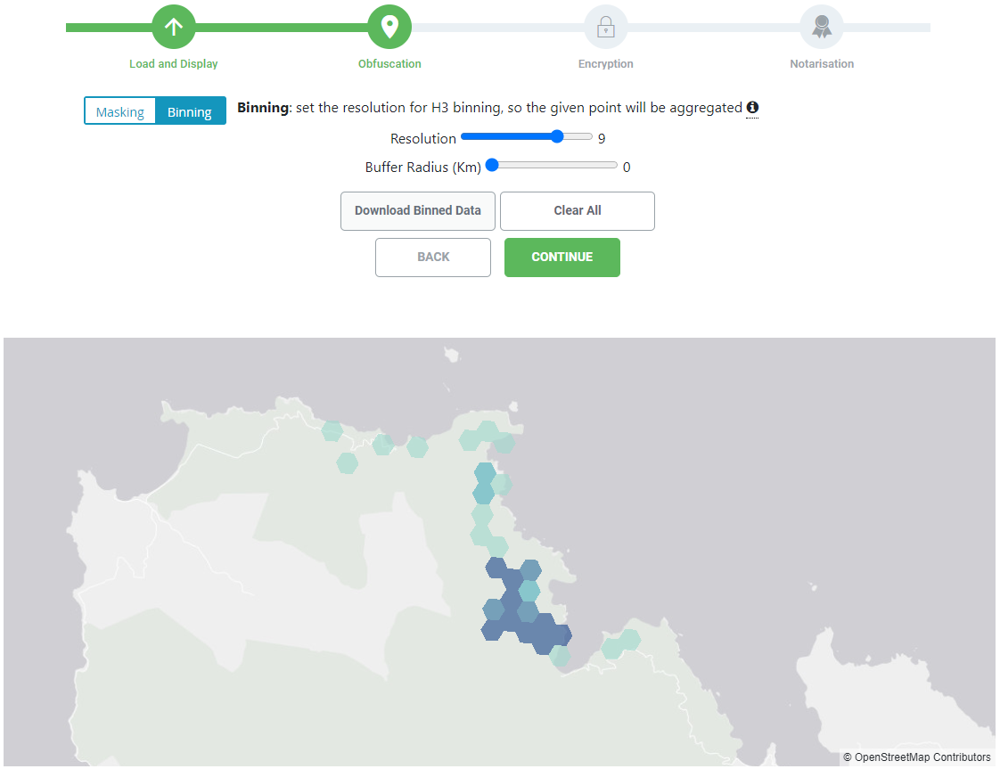 Load and Display
Obfuscation
Encryption
Notarisation
Masking
Binning
Binning: set the resolution for H3 binning, so the given point will be aggregated
Resolution 9
Buffer Radius (Km) 0
Download Binned Data
Clear All
BACK
CONTINUE
© OpenStreetMap Contributors